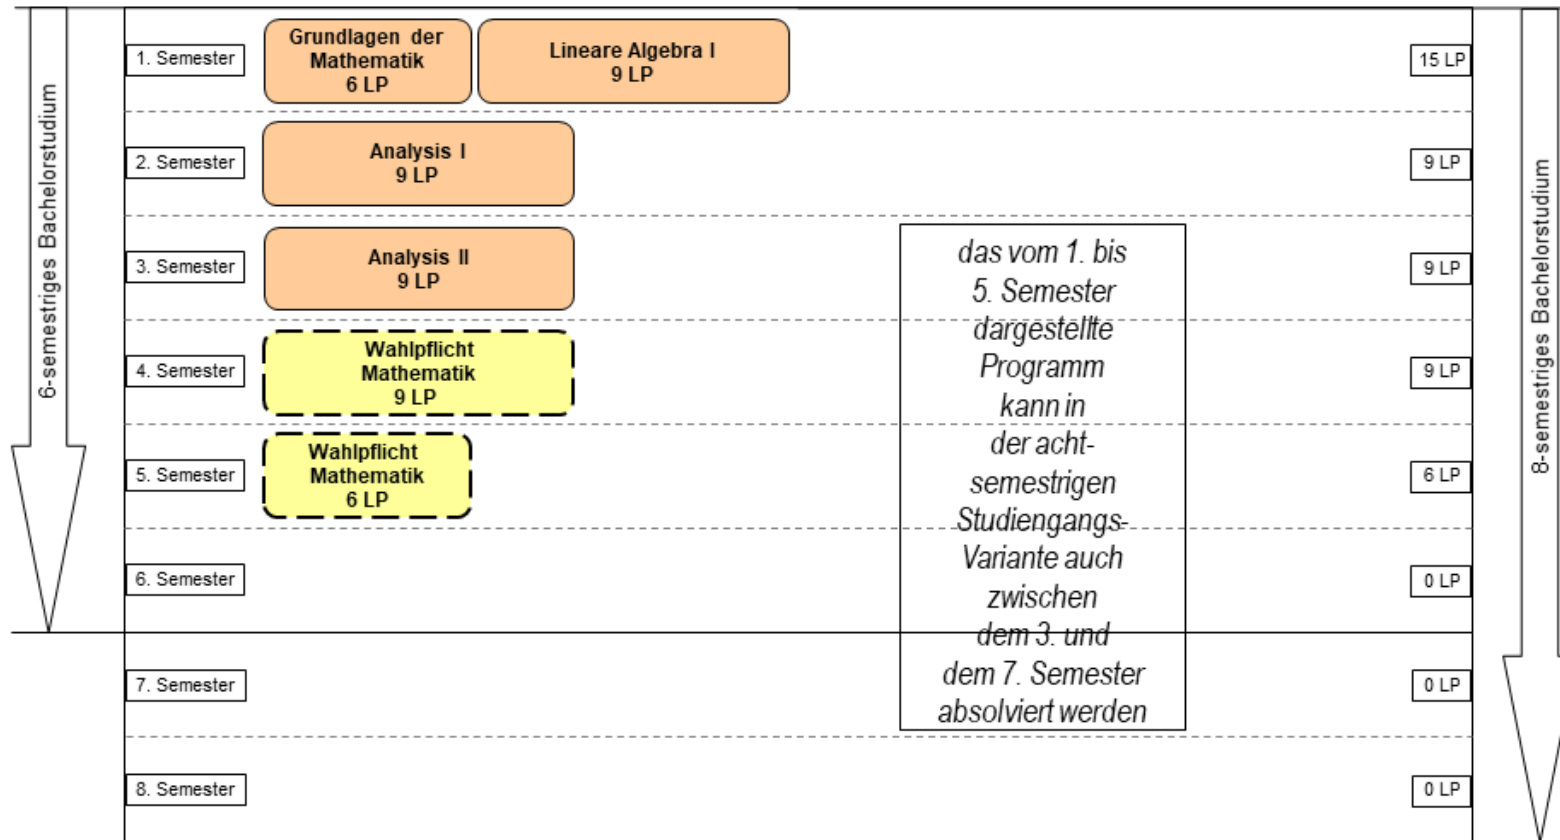 6-semestriges Bachelorstudium
8-semestriges Bachelorstudium
1. Semester
Grundlagen der
Mathematik
6 LP
Lineare Algebra I
9 LP
15 LP
2. Semester
Analysis I
9 LP
9 LP
3. Semester
Analysis II
9 LP
9 LP
4. Semester
Wahlpflicht
Mathematik
9 LP
9 LP
5. Semester
Wahlpflicht
Mathematik
6 LP
6 LP
6. Semester
0 LP
7. Semester
0 LP
8. Semester
0 LP
das vom 1. bis
5. Semester
dargestellte
Programm
kann in
der acht-
semestrigen
Studiengangs-
Variante auch
zwischen
dem 3. und
dem 7. Semester
absolviert werden